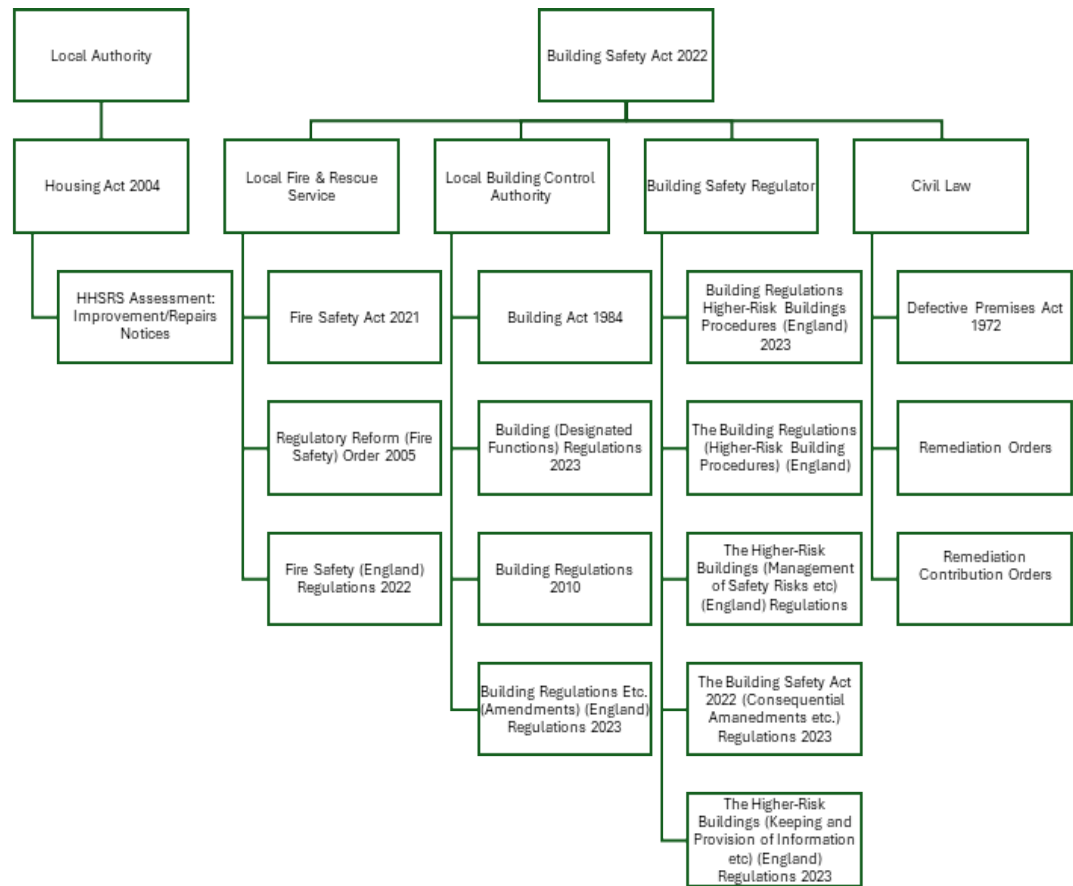 Local Authority
Building Safety Act 2022
Housing Act 2004
Local Fire & Rescue
Service
Local Building Control
Authority
Building Safety Regulator
Civil Law
HHSRS Assessment:
Improvement/Repairs
Notices
Fire Safety Act 2021
Building Act 1984
Building Regulations
Higher-Risk Buildings
Procedures (England)
2023
Defective Premises Act
1972
Regulatory Reform (Fire
Safety) Order 2005
Building (Designated
Functions) Regulations
2023
The Building Regulations
(Higher-Risk Building
Procedures) (England)
Remediation Orders
Fire Safety (England)
Regulations 2022
Building Regulations
2010
The Higher-Risk
Buildings (Management
of Safety Risks etc)
(England) Regulations
Remediation
Contribution Orders
Building Regulations Etc.
(Amendments) (England)
Regulations 2023
The Building Safety Act
2022 (Consequential
Amanedments etc.)
Regulations 2023
The Higher-Risk
Buildings (Keeping and
Provision of Information
etc) (England)
Regulations 2023